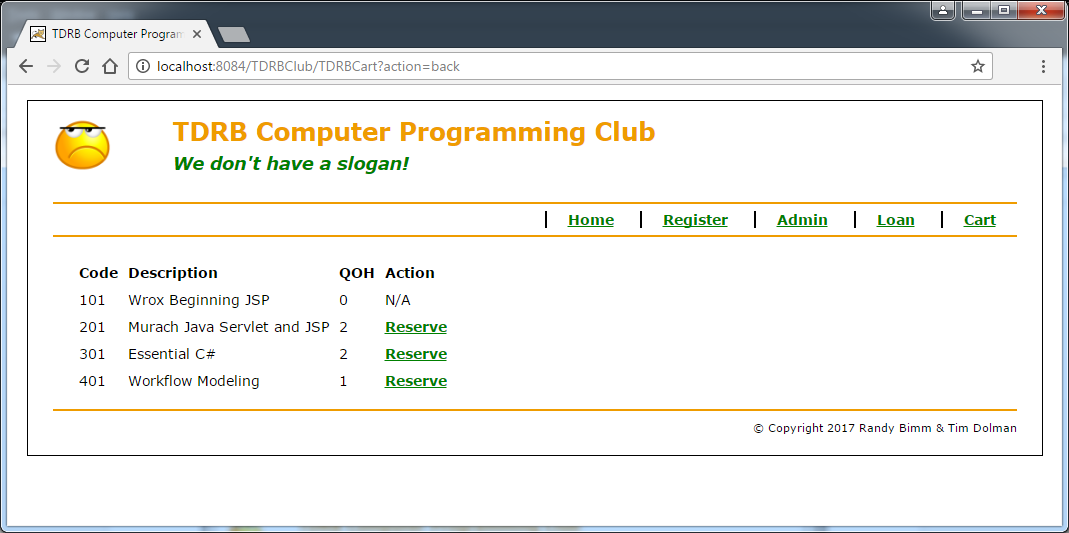 TDRB Computer Program
localhost:8084/TDRBClub/TDRBCart?action=back
TDRB Computer Programming Club
We don't have a slogan!
Home Register Admin Loan Cart
Code Description QOH Action
101 Wrox Beginning JSP 0 N/A
201 Murach Java Servlet and JSP 2 Reserve
301 Essential C# 2 Reserve
401 Workflow Modeling 1 Reserve
© Copyright 2017 Randy Bimm & Tim Dolman